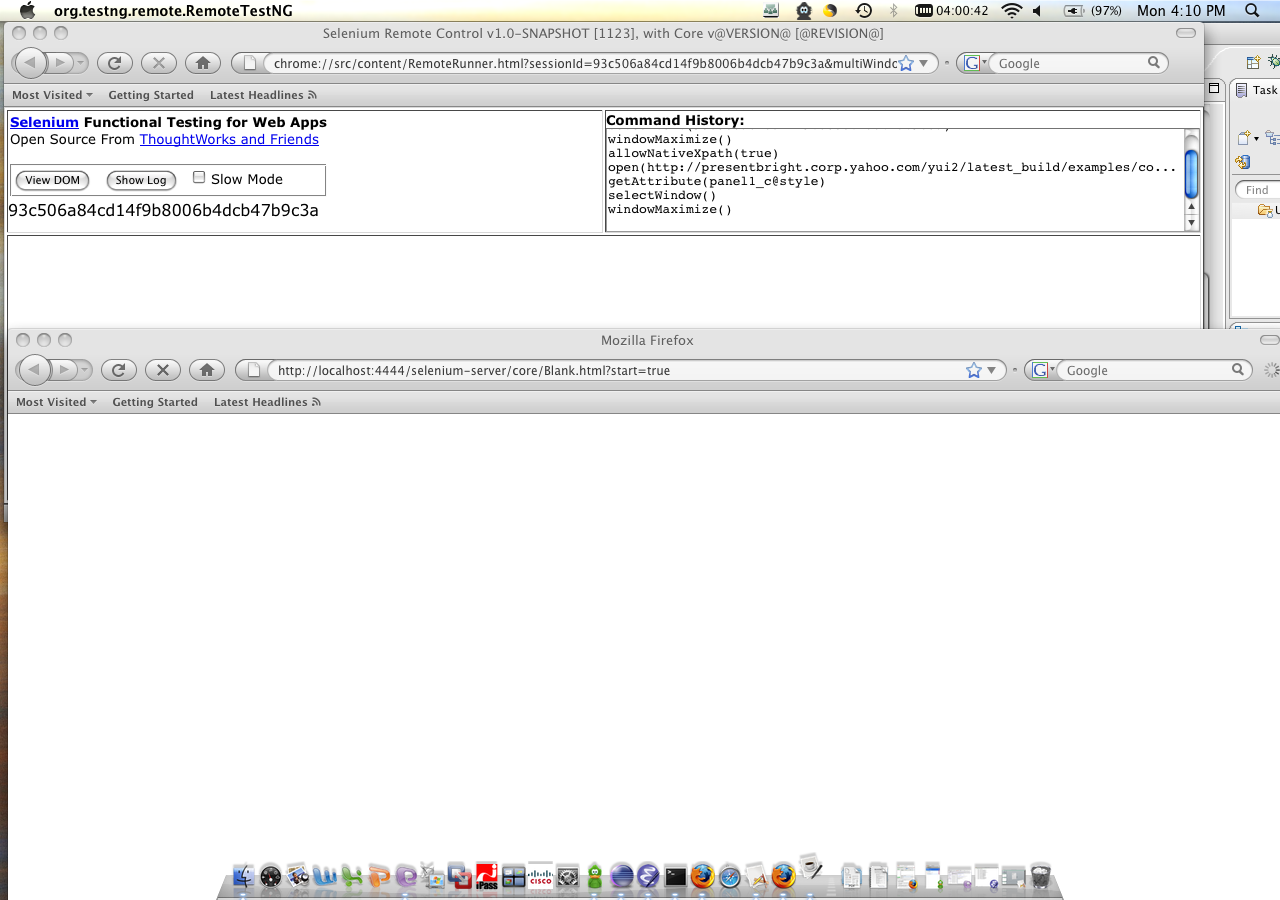 org.testng.remote.RemoteTestNG
04:00:42
(97%)
Mon 4:10 PM
Selenium Remote Control v1.0-SNAPSHOT [1123], with Core v@VERSION@ [@REVISION@]
chrome://src/content/RemoteRunner.html?sessionId=93c506a84cd14f9b8006b4dcb47b9c3a&multiWindo
G
Google
Most Visited
Getting Started
Latest Headlines
Task
Find
Selenium Functional Testing for Web Apps
Open Source From ThoughtWorks and Friends
View DOM
Show Log
Slow Mode
93c506a84cd14f9b8006b4dcb47b9c3a
Command History:
windowMaximize()
allowNativeXpath(true)
open(http://presentbright.corp.yahoo.com/yui2/latest_build/examples/co...
getAttribute(panel1_c@style)
selectWindow()
windowMaximize()
Mozilla Firefox
http://localhost:4444/selenium-server/core/Blank.html?start=true
G
Google
Most Visited
Getting Started
Latest Headlines
iPass
CISCO